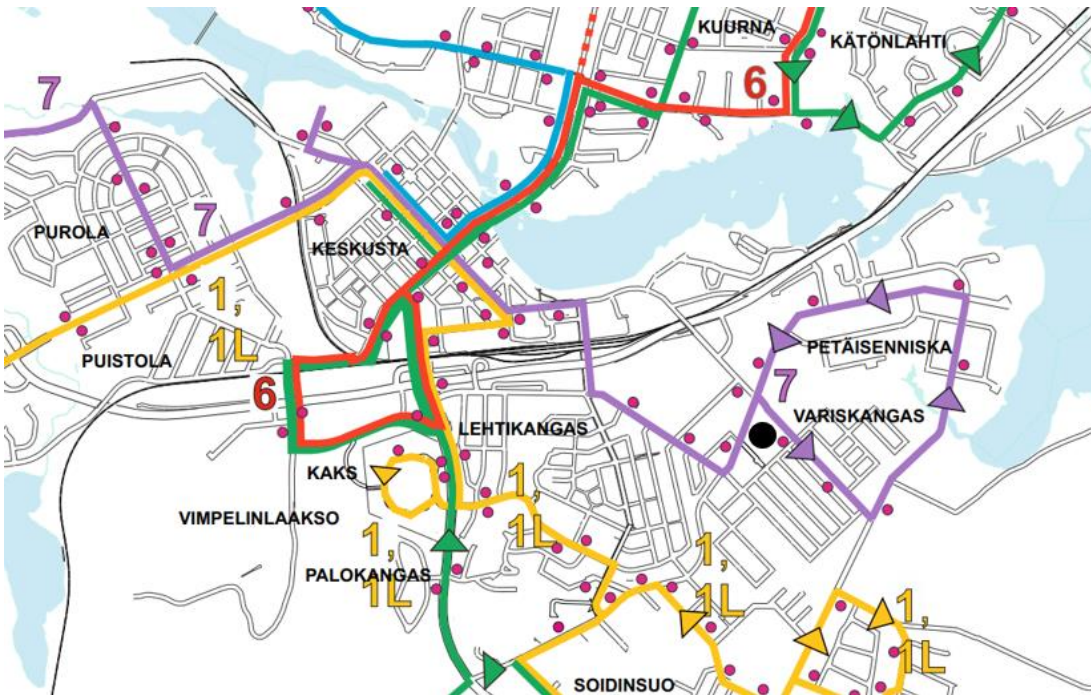 KUURNA
KÄTÖNLAHTI
7
6
PUROLA
7
KESKUSTA
1,
1L
PUISTOLA
PETÄISENNISKA
6
7
VARISKANGAS
LEHTIKANGAS
KAKS
1,
1L
VIMPELINLAAKSO
1,
1L
1,
1L
PALOKANGAS
1,
1L
SOIDINSUO